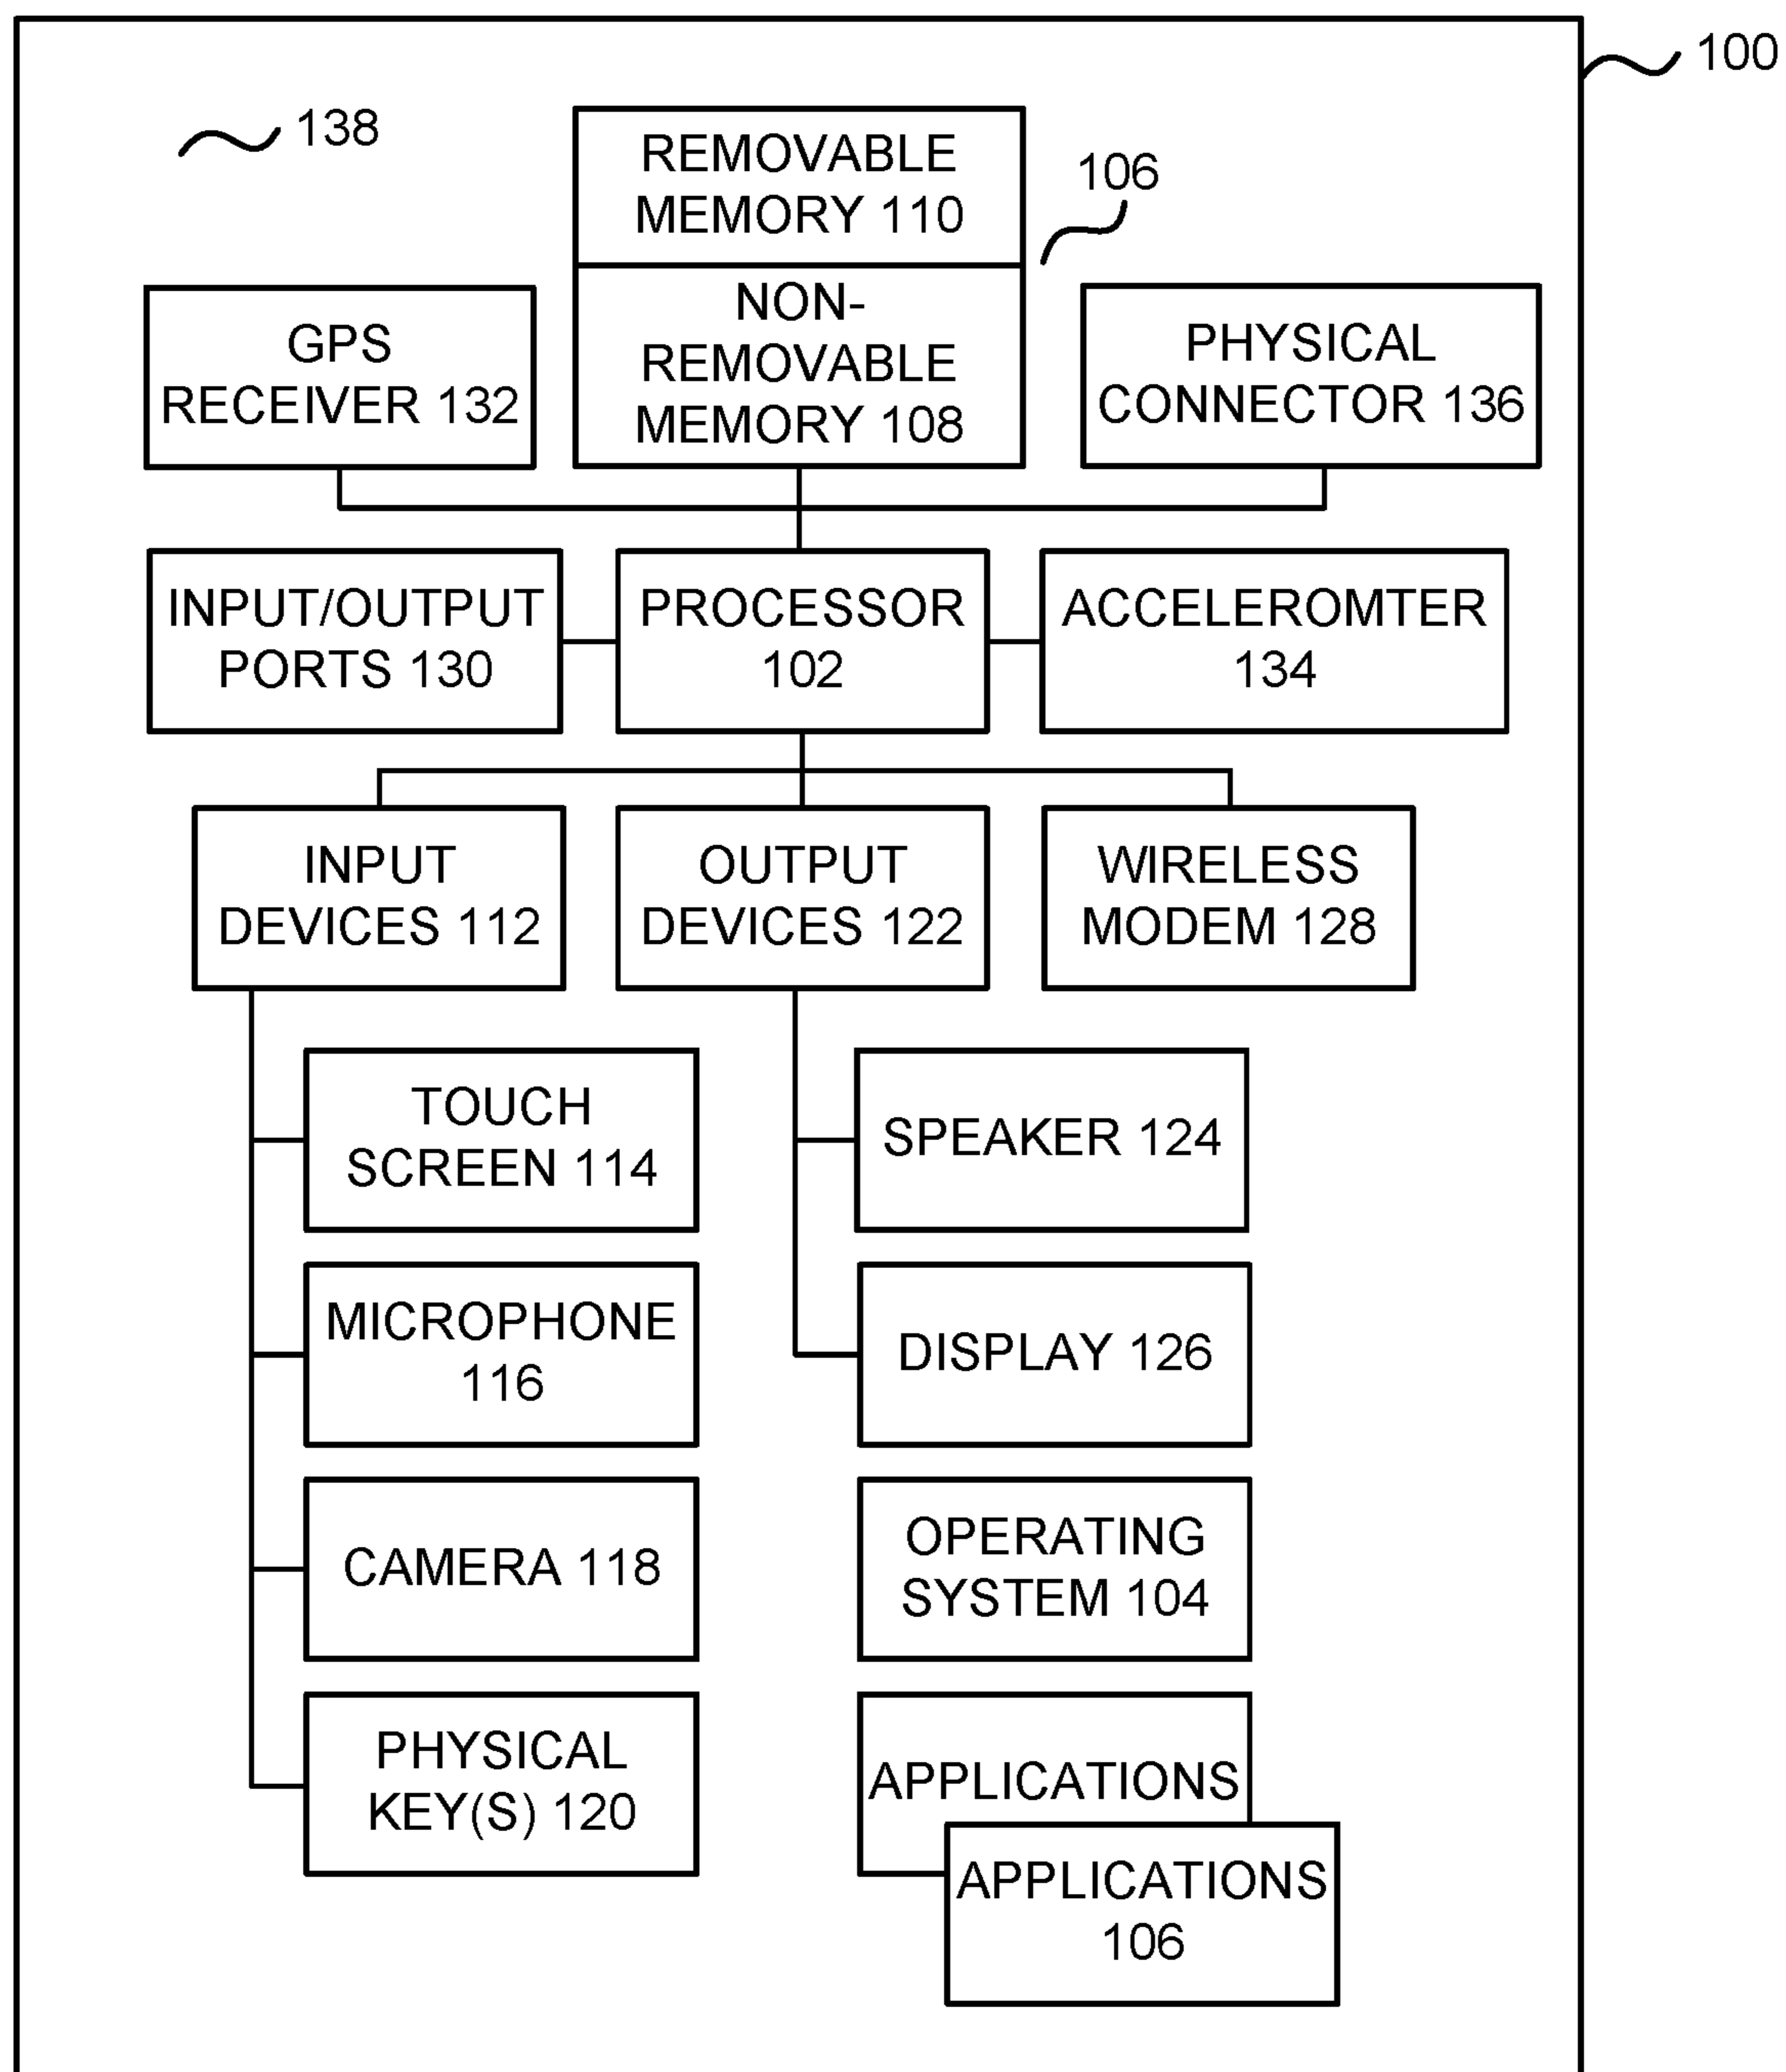 100
138
REMOVABLE
MEMORY 110
106
NON-
REMOVABLE
MEMORY 108
GPS
RECEIVER 132
PHYSICAL
CONNECTOR 136
INPUT/OUTPUT
PORTS 130
PROCESSOR
102
ACCELEROMTER
134
INPUT
DEVICES 112
OUTPUT
DEVICES 122
WIRELESS
MODEM 128
TOUCH
SCREEN 114
SPEAKER 124
MICROPHONE
116
DISPLAY 126
CAMERA 118
OPERATING
SYSTEM 104
PHYSICAL
KEY(S) 120
APPLICATIONS
APPLICATIONS
106